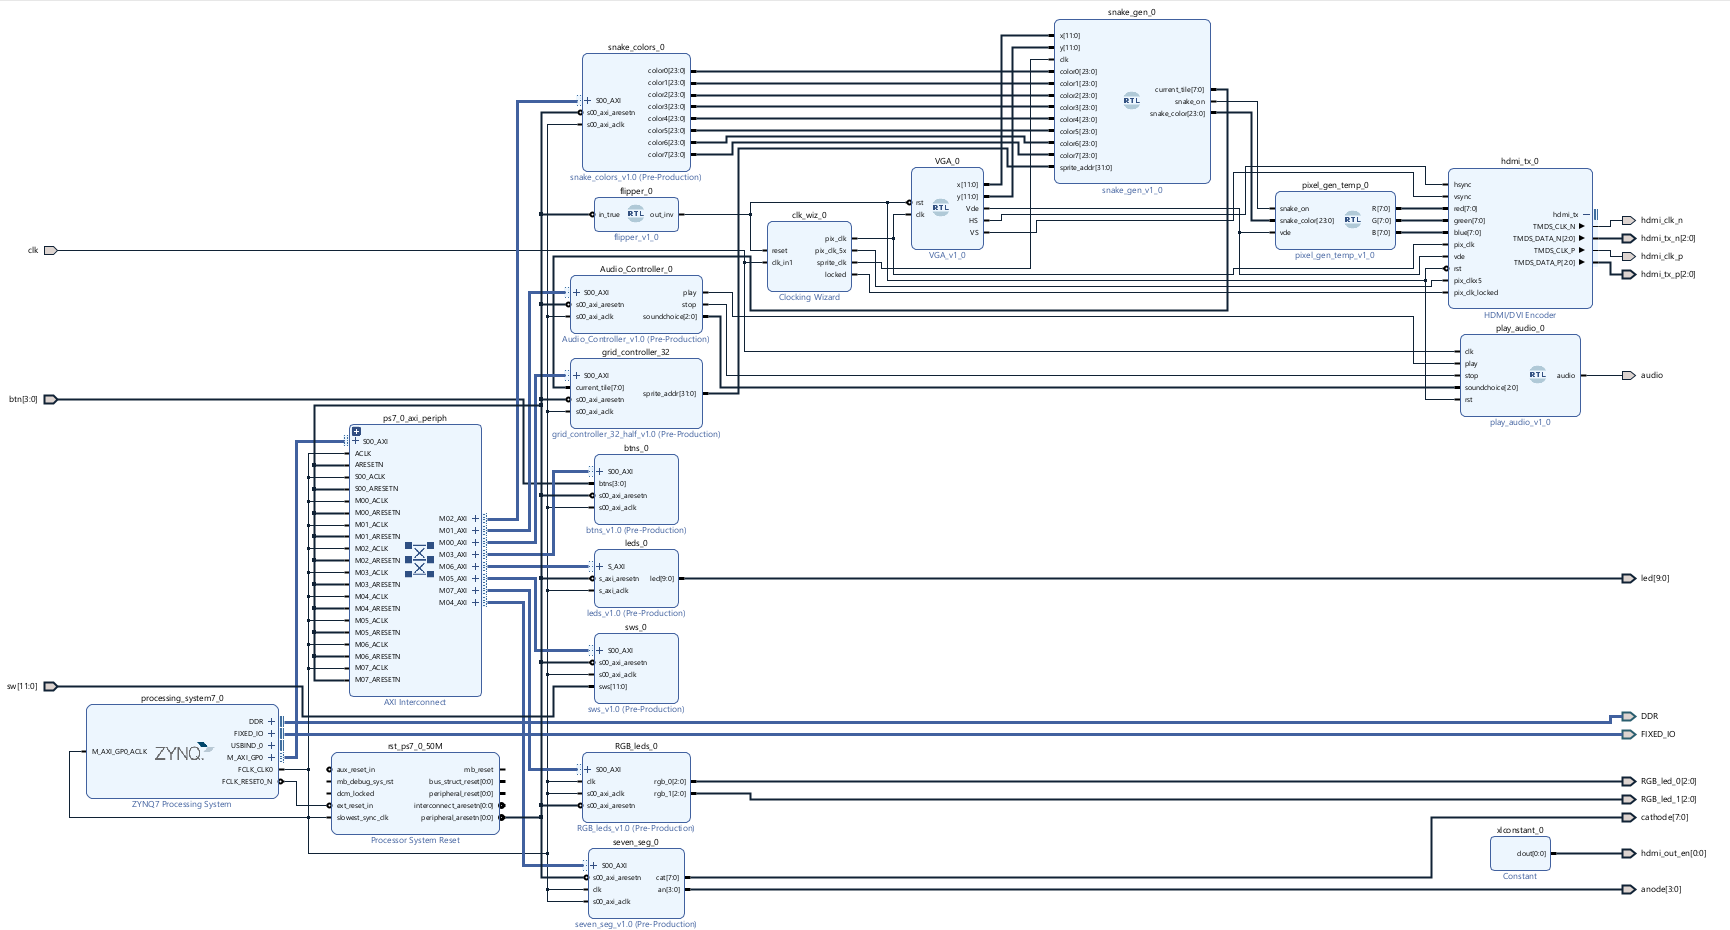 snake_gen_0
x[11:0]
y[11:0]
clk
color0[23:0]
color1[23:0]
color2[23:0]
color3[23:0]
color4[23:0]
color5[23:0]
color6[23:0]
color7[23:0]
sprite_addr[31:0]
RTL
current_tile[7:0]
snake_on
snake_color[23:0]
snake_gen_v1_0
snake_colors_0
S00_AXI
s00_axi_aresetn
s00_axi_aclk
color0[23:0]
color1[23:0]
color2[23:0]
color3[23:0]
color4[23:0]
color5[23:0]
color6[23:0]
color7[23:0]
snake_colors_v1.0 (Pre-Production)
flipper_0
in_true
RTL
out_inv
flipper_v1_0
clk
clk_wiz_0
reset
clk_in1
pix_clk
pix_clk_5x
sprite_clk
locked
Clocking Wizard
VGA_0
rst
clk
RTL
x[11:0]
y[11:0]
Vde
HS
VS
VGA_v1_0
pixel_gen_temp_0
snake_on
snake_color[23:0]
vde
RTL
R[7:0]
G[7:0]
B[7:0]
pixel_gen_temp_v1_0
hdmi_tx_0
hsync
vsync
red[7:0]
green[7:0]
blue[7:0]
pix_clk
vde
rst
pix_clkx5
pix_clk_locked
hdmi_tx
TMDS_CLK_N
TMDS_DATA_N[2:0]
TMDS_CLK_P
TMDS_DATA_P[2:0]
HDMI/DVI Encoder
hdmi_clk_n
hdmi_tx_n[2:0]
hdmi_clk_p
hdmi_tx_p[2:0]
Audio_Controller_0
S00_AXI
s00_axi_aresetn
s00_axi_aclk
play
stop
soundchoice[2:0]
Audio_Controller_v1.0 (Pre-Production)
play_audio_0
clk
play
stop
soundchoice[2:0]
rst
RTL
audio
play_audio_v1_0
audio
grid_controller_32
S00_AXI
current_tile[7:0]
s00_axi_aresetn
s00_axi_aclk
sprite_addr[31:0]
grid_controller_32_half_v1.0 (Pre-Production)
btn[3:0]
ps7_0_axi_periph
S00_AXI
ACLK
ARESETN
S00_ACLK
S00_ARESETN
M00_ACLK
M00_ARESETN
M01_ACLK
M01_ARESETN
M02_ACLK
M02_ARESETN
M03_ACLK
M03_ARESETN
M04_ACLK
M04_ARESETN
M05_ACLK
M05_ARESETN
M06_ACLK
M06_ARESETN
M07_ACLK
M07_ARESETN
M02_AXI
M01_AXI
M00_AXI
M03_AXI
M06_AXI
M05_AXI
M07_AXI
M04_AXI
AXI Interconnect
btns_0
S00_AXI
btns[3:0]
s00_axi_aresetn
s00_axi_aclk
btns_v1.0 (Pre-Production)
leds_0
S_AXI
s_axi_aresetn
s_axi_aclk
led[9:0]
leds_v1.0 (Pre-Production)
led[9:0]
sws_0
S00_AXI
s00_axi_aresetn
s00_axi_aclk
sws[11:0]
sws_v1.0 (Pre-Production)
sw[11:0]
processing_system7_0
M_AXI_GP0_ACLK
ZYNQ
DDR
FIXED_IO
USBIND_0
M_AXI_GP0
FCLK_CLK0
FCLK_RESET0_N
ZYNQ7 Processing System
DDR
FIXED_IO
rst_ps7_0_50M
aux_reset_in
mb_debug_sys_rst
dcm_locked
ext_reset_in
slowest_sync_clk
mb_reset
bus_struct_reset[0:0]
peripheral_reset[0:0]
interconnect_aresetn[0:0]
peripheral_aresetn[0:0]
Processor System Reset
RGB_leds_0
S00_AXI
clk
s00_axi_aclk
s00_axi_aresetn
rgb_0[2:0]
rgb_1[2:0]
RGB_leds_v1.0 (Pre-Production)
RGB_led_0[2:0]
RGB_led_1[2:0]
cathode[7:0]
seven_seg_0
S00_AXI
s00_axi_aresetn
clk
s00_axi_aclk
cat[7:0]
an[3:0]
seven_seg_v1.0 (Pre-Production)
xlconstant_0
dout[0:0]
Constant
hdmi_out_en[0:0]
anode[3:0]